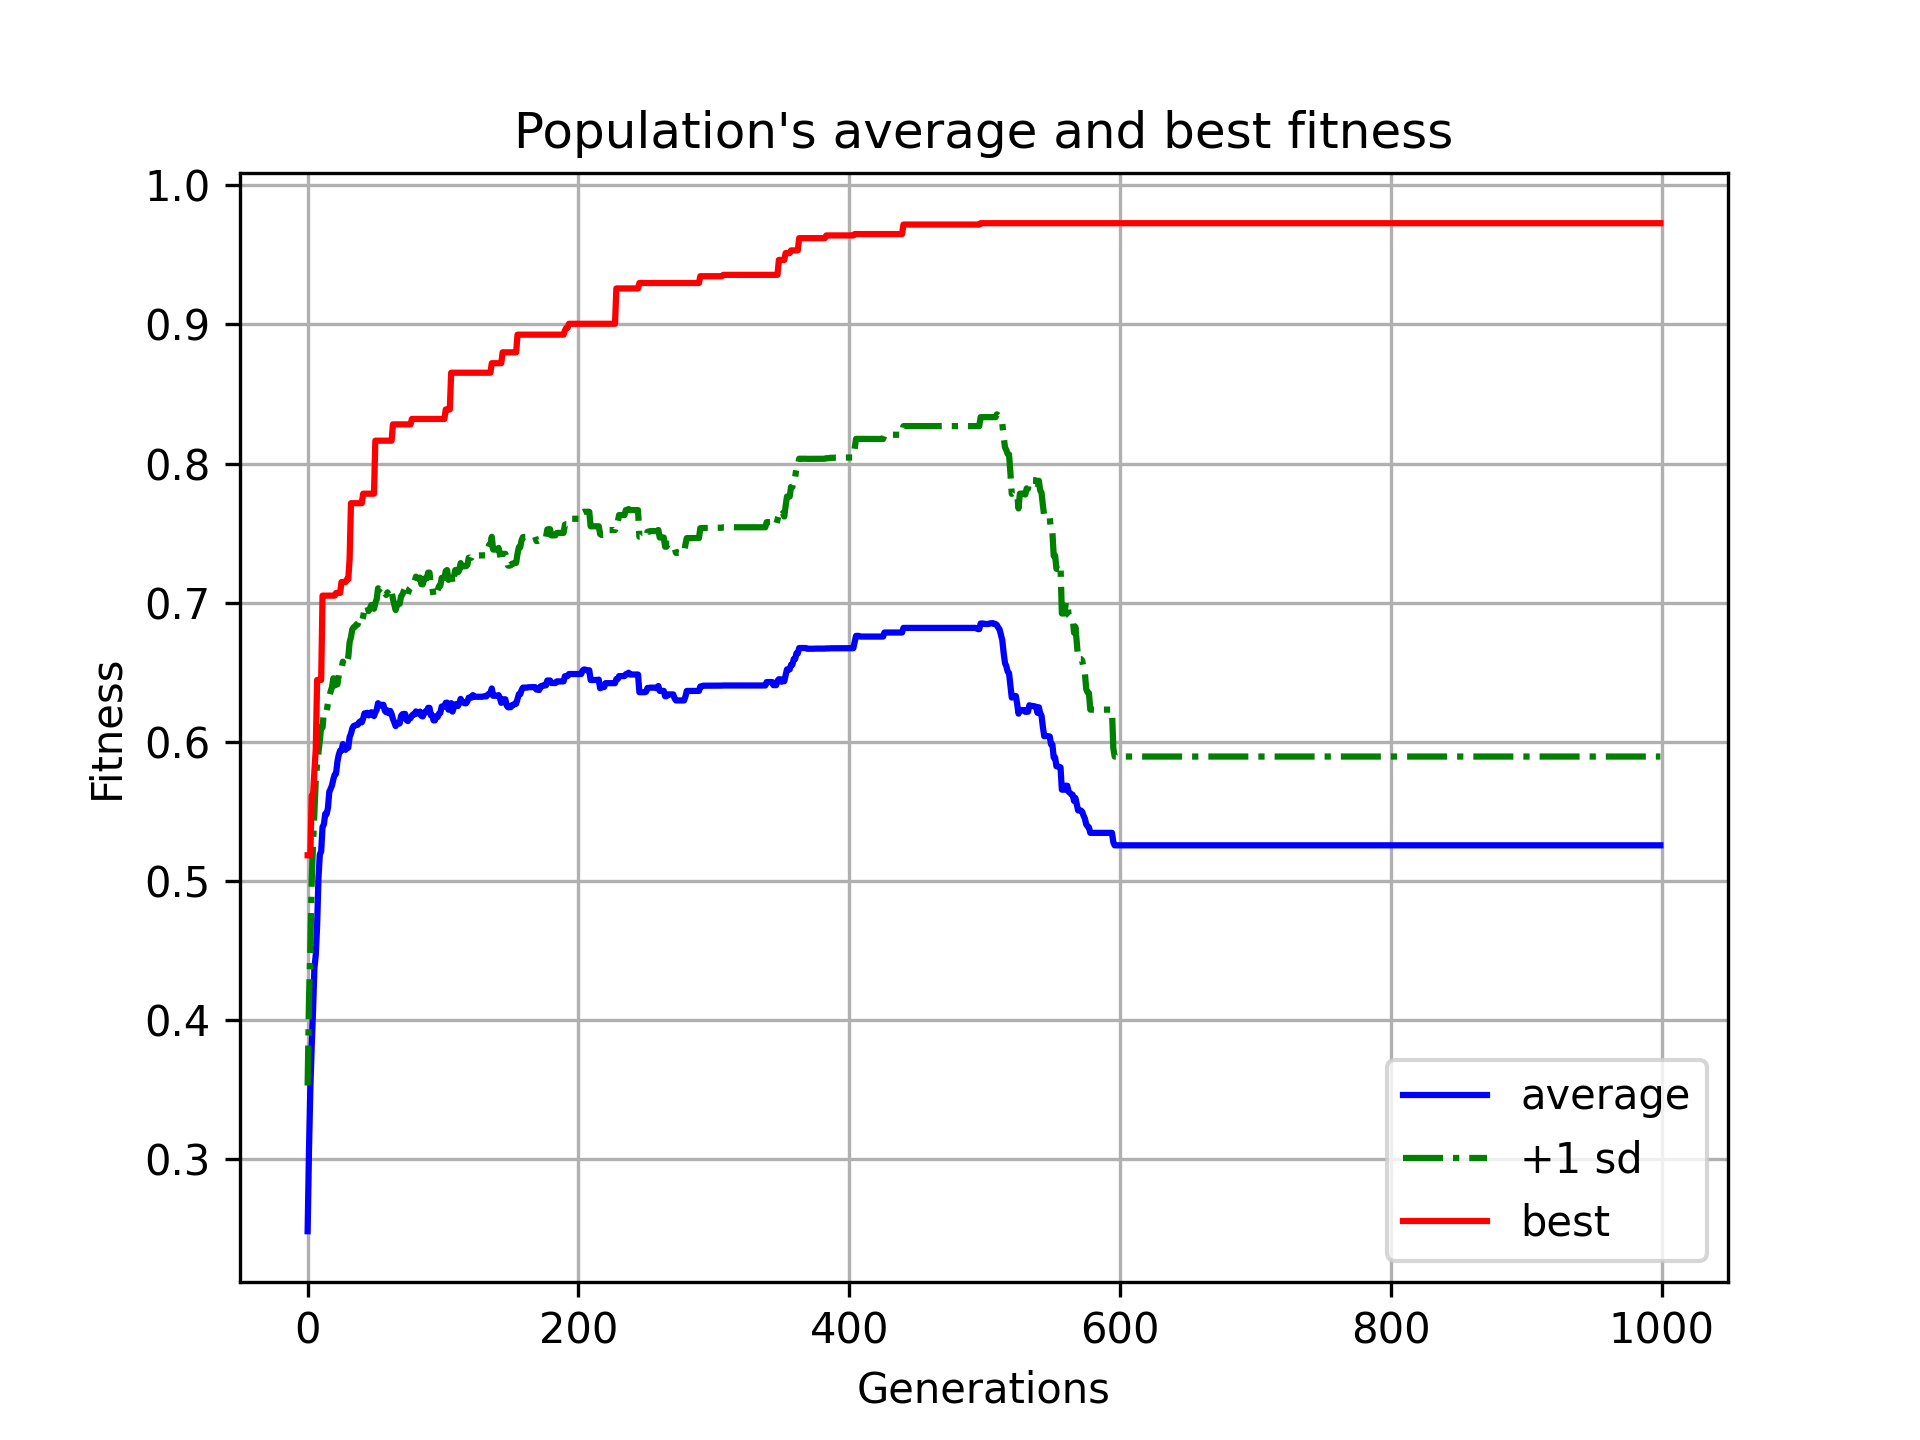 Population's average and best fitness
1.0
0.9
0.8
0.7
0.6
0.5
0.4
0.3
Fitness
0 200 400 600 800 1000
Generations
average
+1 sd
best